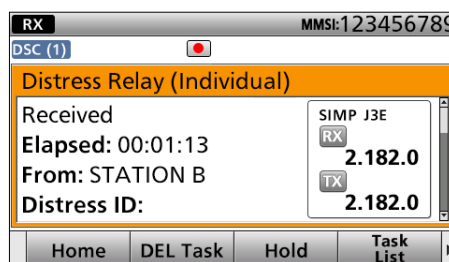 RX MMSI:123456789
DSC (1)
Distress Relay (Individual)
Received
Elapsed: 00:01:13
From: STATION B
Distress ID:
SIMP J3E
RX
2.182.0
TX
2.182.0
Home DEL Task Hold Task List